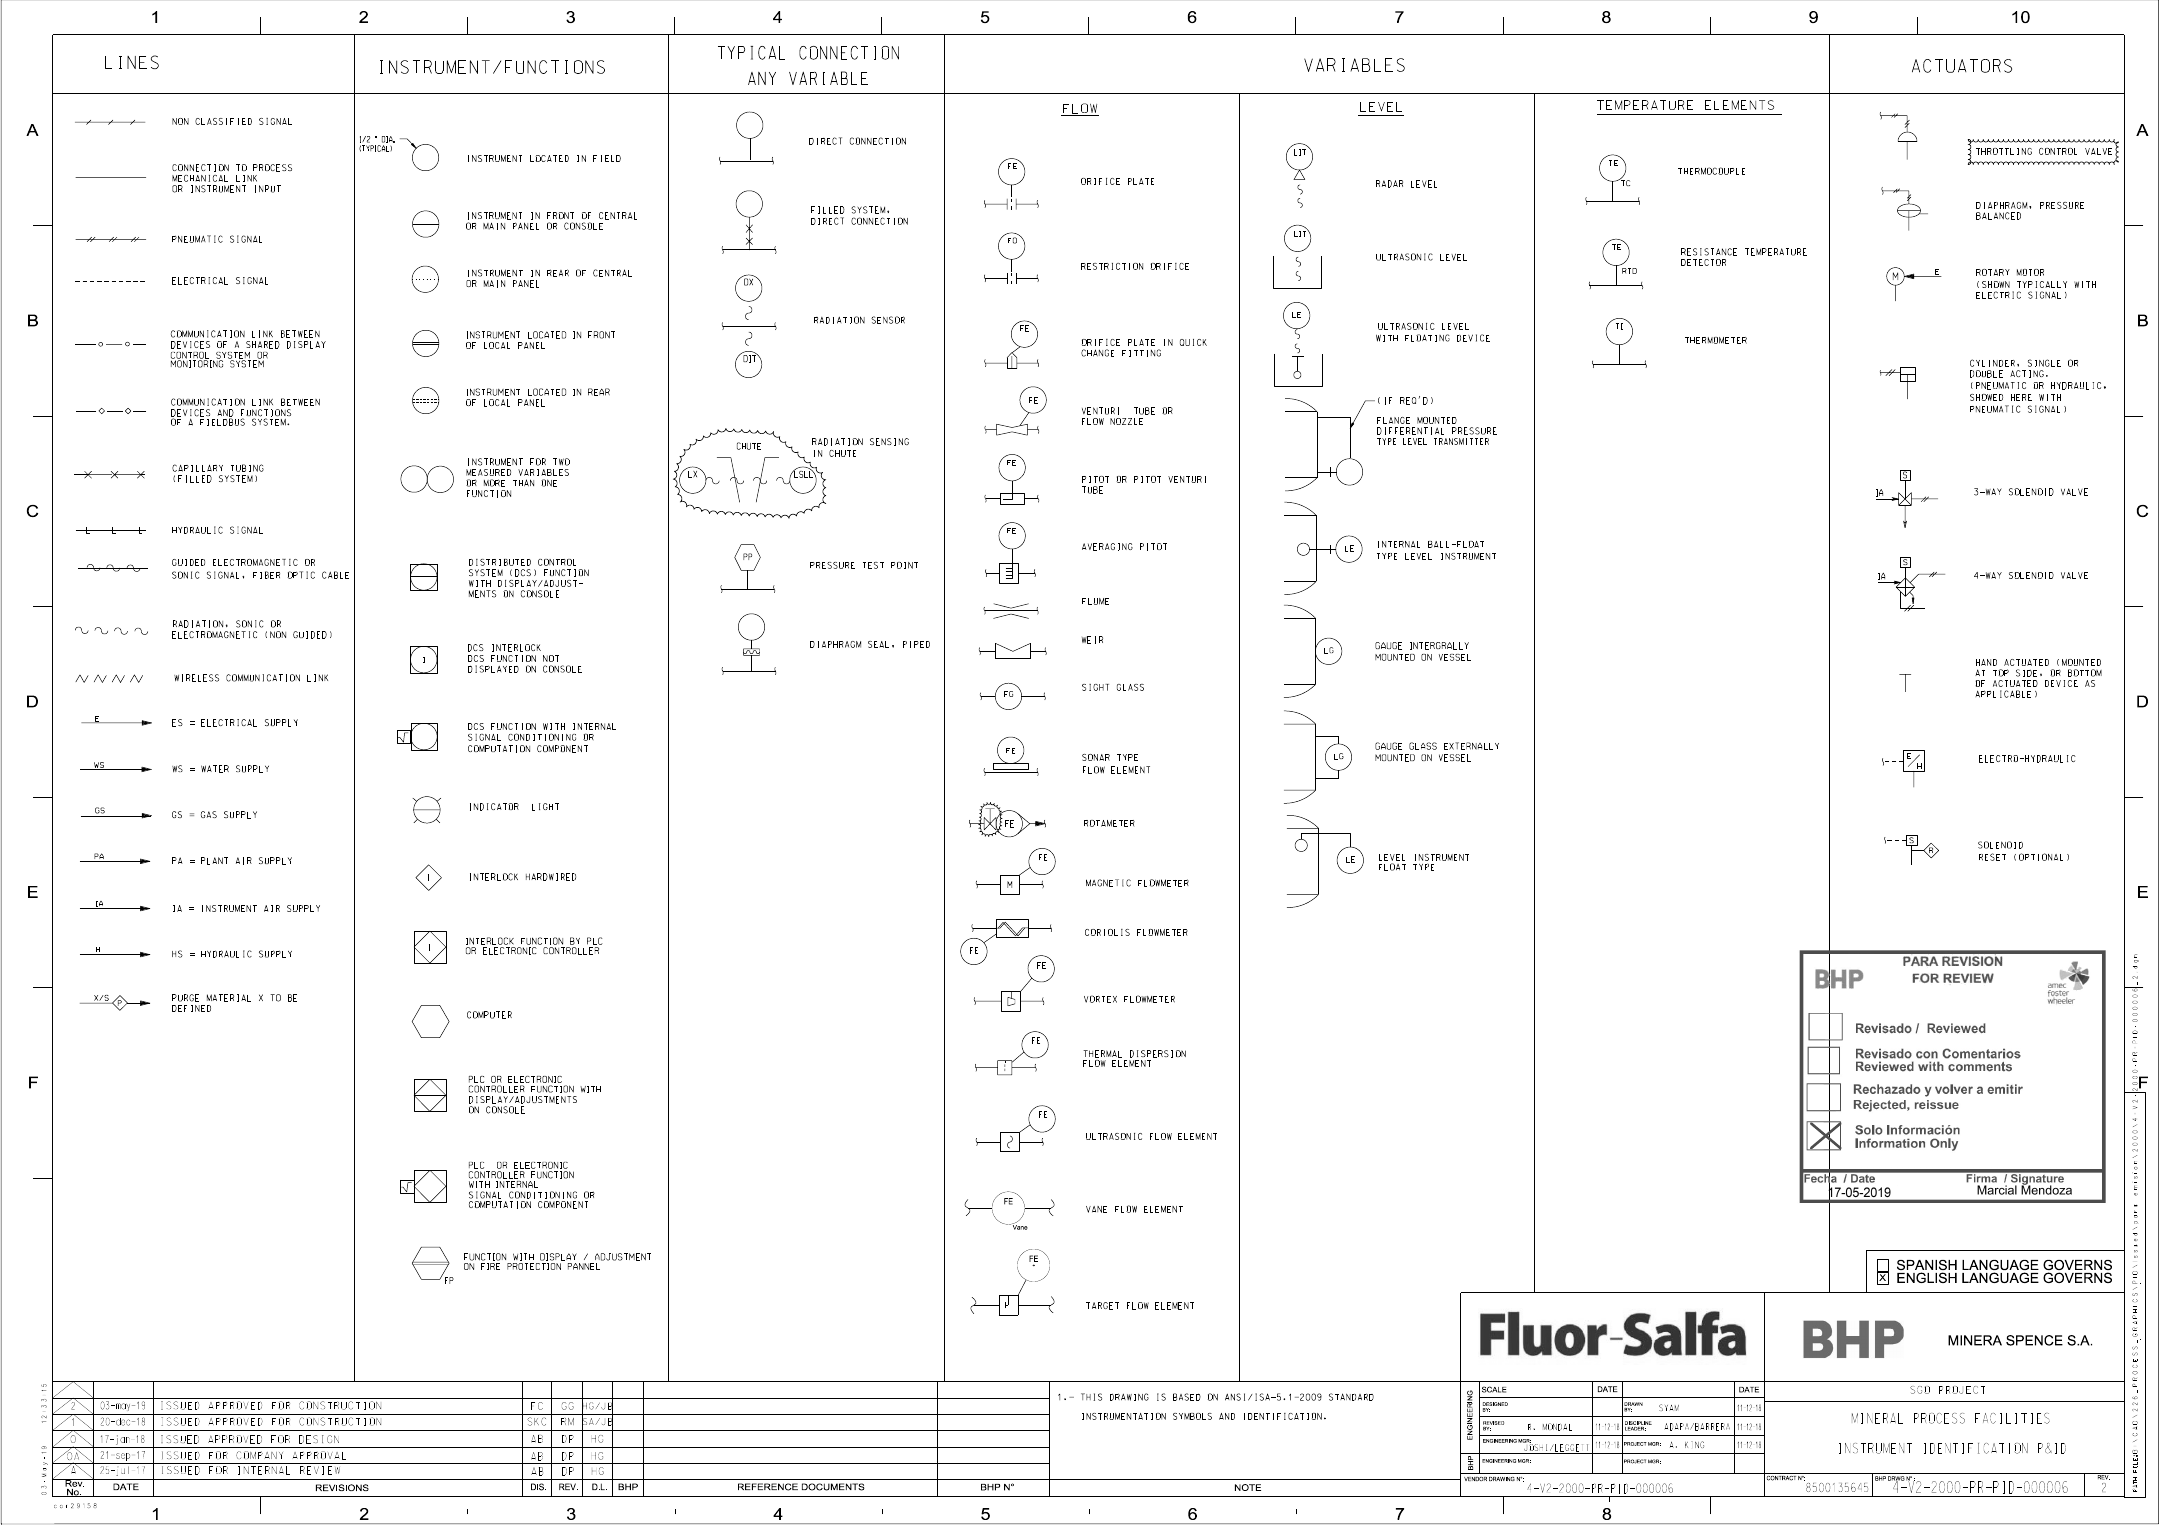 1 2 3 4 5 6 7 8 9 10
A
B
C
D
E
F
LINES
NON CLASSIFIED SIGNAL
CONNECTION TO PROCESS
MECHANICAL LINK
OR INSTRUMENT INPUT
PNEUMATIC SIGNAL
ELECTRICAL SIGNAL
COMMUNICATION LINK BETWEEN
DEVICES OF A SHARED DISPLAY
CONTROL SYSTEM OR
MONITORING SYSTEM
COMMUNICATION LINK BETWEEN
DEVICES AND FUNCTIONS
OF A FIELDBUS SYSTEM.
CAPILLARY TUBING
(FILLED SYSTEM)
HYDRAULIC SIGNAL
GUIDED ELECTROMAGNETIC OR
SONIC SIGNAL, FIBER OPTIC CABLE
RADIATION, SONIC OR
ELECTROMAGNETIC (NON GUIDED)
WIRELESS COMMUNICATION LINK
E ES = ELECTRICAL SUPPLY
WS WS = WATER SUPPLY
GS GS = GAS SUPPLY
PA PA = PLANT AIR SUPPLY
IA IA = INSTRUMENT AIR SUPPLY
H HS = HYDRAULIC SUPPLY
X/S P PURGE MATERIAL X TO BE
DEFINED
INSTRUMENT/FUNCTIONS
1/2 " DIA.
(TYPICAL)
INSTRUMENT LOCATED IN FIELD
INSTRUMENT IN FRONT OF CENTRAL
OR MAIN PANEL OR CONSOLE
INSTRUMENT IN REAR OF CENTRAL
OR MAIN PANEL
INSTRUMENT LOCATED IN FRONT
OF LOCAL PANEL
INSTRUMENT LOCATED IN REAR
OF LOCAL PANEL
INSTRUMENT FOR TWO
MEASURED VARIABLES
OR MORE THAN ONE
FUNCTION
DISTRIBUTED CONTROL
SYSTEM (DCS) FUNCTION
WITH DISPLAY/ADJUST-
MENTS ON CONSOLE
I
DCS INTERLOCK
DCS FUNCTION NOT
DISPLAYED ON CONSOLE
√
DCS FUNCTION WITH INTERNAL
SIGNAL CONDITIONING OR
COMPUTATION COMPONENT
INDICATOR LIGHT
I INTERLOCK HARDWIRED
I
INTERLOCK FUNCTION BY PLC
OR ELECTRONIC CONTROLLER
COMPUTER
PLC OR ELECTRONIC
CONTROLLER FUNCTION WITH
DISPLAY/ADJUSTMENTS
ON CONSOLE
√
PLC OR ELECTRONIC
CONTROLLER FUNCTION
WITH INTERNAL
SIGNAL CONDITIONING OR
COMPUTATION COMPONENT
FUNCTION WITH DISPLAY / ADJUSTMENT
ON FIRE PROTECTION PANNEL
FP
TYPICAL CONNECTION
ANY VARIABLE
DIRECT CONNECTION
FILLED SYSTEM,
DIRECT CONNECTION
DX
RADIATION SENSOR
DIT
RADIATION SENSING
IN CHUTE
CHUTE
LX LSLL
PP
PRESSURE TEST POINT
DIAPHRAGM SEAL, PIPED
VARIABLES
FLOW
FE
ORIFICE PLATE
FO
RESTRICTION ORIFICE
FE
ORIFICE PLATE IN QUICK
CHANGE FITTING
FE
VENTURI TUBE OR
FLOW NOZZLE
FE
PITOT OR PITOT VENTURI
TUBE
FE
AVERAGING PITOT
FLUME
WEIR
FG SIGHT GLASS
FE
SONAR TYPE
FLOW ELEMENT
FE ROTAMETER
FE
M MAGNETIC FLOWMETER
CORIOLIS FLOWMETER
FE
FE
VORTEX FLOWMETER
FE
THERMAL DISPERSION
FLOW ELEMENT
FE
ULTRASONIC FLOW ELEMENT
FE
Vane
VANE FLOW ELEMENT
FE
TARGET FLOW ELEMENT
LEVEL
LIT
RADAR LEVEL
LIT
ULTRASONIC LEVEL
LE
ULTRASONIC LEVEL
WITH FLOATING DEVICE
(IF REQ'D)
FLANGE MOUNTED
DIFFERENTIAL PRESSURE
TYPE LEVEL TRANSMITTER
LE
INTERNAL BALL-FLOAT
TYPE LEVEL INSTRUMENT
LG
GAUGE INTERGRALLY
MOUNTED ON VESSEL
LG
GAUGE GLASS EXTERNALLY
MOUNTED ON VESSEL
LE
LEVEL INSTRUMENT
FLOAT TYPE
TEMPERATURE ELEMENTS
TE
TC
THERMOCOUPLE
TE
RTD
RESISTANCE TEMPERATURE
DETECTOR
TI
THERMOMETER
ACTUATORS
THROTTLING CONTROL VALVE
DIAPHRAGM, PRESSURE
BALANCED
M E
ROTARY MOTOR
(SHOWN TYPICALLY WITH
ELECTRIC SIGNAL)
CYLINDER, SINGLE OR
DOUBLE ACTING.
(PNEUMATIC OR HYDRAULIC,
SHOWED HERE WITH
PNEUMATIC SIGNAL)
S
IA
3-WAY SOLENOID VALVE
S
IA
4-WAY SOLENOID VALVE
HAND ACTUATED (MOUNTED
AT TOP SIDE, OR BOTTOM
OF ACTUATED DEVICE AS
APPLICABLE)
E/H
ELECTRO-HYDRAULIC
S R
SOLENOID
RESET (OPTIONAL)
A
B
C
D
E
F
BHP
PARA REVISION
FOR REVIEW
amec
foster
wheeler
Revisado / Reviewed
Revisado con Comentarios
Reviewed with comments
Rechazado y volver a emitir
Rejected, reissue
Solo Información
Information Only
Fecha / Date Firma / Signature
17-05-2019 Marcial Mendoza
SPANISH LANGUAGE GOVERNS
X ENGLISH LANGUAGE GOVERNS
Fluor-Salfa
BHP
MINERA SPENCE S.A.
2 03-may-19 ISSUED APPROVED FOR CONSTRUCTION FC GG HG/JB
1 20-dec-18 ISSUED APPROVED FOR CONSTRUCTION SKC RM SA/JB
0 17-jan-18 ISSUED APPROVED FOR DESIGN AB DP HG
0A 21-sep-17 ISSUED FOR COMPANY APPROVAL AB DP HG
A 25-jul-17 ISSUED FOR INTERNAL REVIEW AB DP HG
Rev.
No. DATE REVISIONS DIS. REV. D.L. BHP REFERENCE DOCUMENTS BHP N° NOTE
1.- THIS DRAWING IS BASED ON ANSI/ISA-5.1-2009 STANDARD
INSTRUMENTATION SYMBOLS AND IDENTIFICATION.
ENGINEERING
BHP
SCALE DATE DATE
DESIGNED
BY: DRAWN
BY: SYAM 11-12-18
REVISED
BY: R. MONDAL 11-12-18 DISCIPLINE
LEADER: ADAPA/BARRERA 11-12-18
ENGINEERING MGR: JOSHI/LEGGETT 11-12-18 PROJECT MGR: A. KING 11-12-18
ENGINEERING MGR: PROJECT MGR:
VENDOR DRAWING N°:
4-V2-2000-PR-PID-000006
SGO PROJECT
MINERAL PROCESS FACILITIES
INSTRUMENT IDENTIFICATION P&ID
CONTRACT N°:
8500135645
BHP DRWG N°:
4-V2-2000-PR-PID-000006
REV.
2
03-May-19 12:33:15
1 2 3 4 5 6 7 8